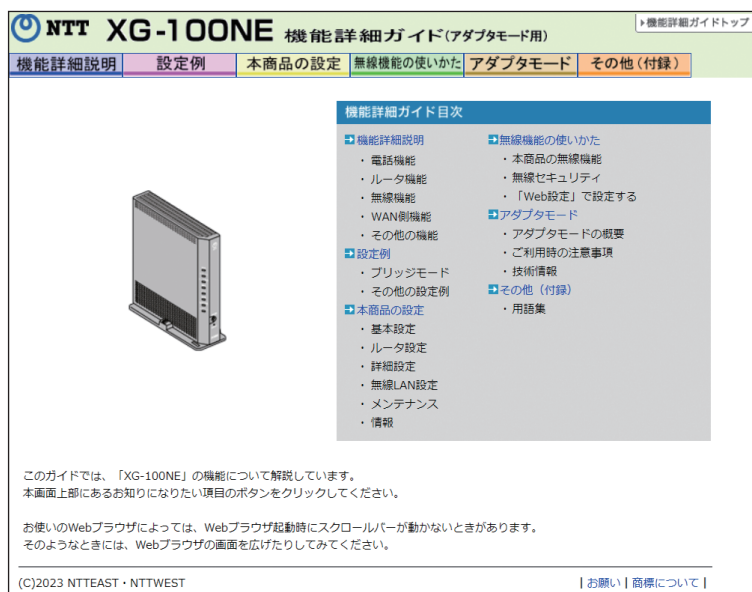 NTT XG-100NE 機能詳細ガイド(アダプタモード用)
機能詳細ガイドトップ
機能詳細説明 設定例 本商品の設定 無線機能の使いかた アダプタモード その他(付録)
機能詳細ガイド目次
機能詳細説明
・ 電話機能
・ ルータ機能
・ 無線機能
・ WAN側機能
・ その他の機能
設定例
・ ブリッジモード
・ その他の設定例
本商品の設定
・ 基本設定
・ ルータ設定
・ 詳細設定
・ 無線LAN設定
・ メンテナンス
・ 情報
無線機能の使いかた
・ 本商品の無線機能
・ 無線セキュリティ
・ 「Web設定」で設定する
アダプタモード
・ アダプタモードの概要
・ ご利用時の注意事項
・ 技術情報
その他(付録)
・ 用語集
このガイドでは、「XG-100NE」の機能について解説しています。
本画面上部にあるお知りになりたい項目のボタンをクリックしてください。
お使いのWebブラウザによっては、Webブラウザ起動時にスクロールバーが動かないときがあります。
そのようなときには、Webブラウザの画面を広げたりしてみてください。
(C)2023 NTTEAST・NTTWEST
| お願い | 商標について |